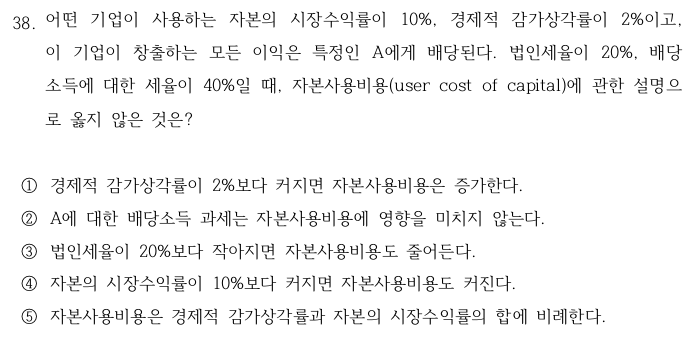 38. 어떤 기업이 사용하는 자본의 시장수익률이 10%, 경제적 감가상각률이 2%이고,
이 기업이 창출하는 모든 이익은 특정인 A에게 배당된다. 법인세율이 20%, 배당
소득에 대한 세율이 40%일 때, 자본사용비용(user cost of capital)에 관한 설명으
로 옳지 않은 것은?
① 경제적 감가상각률이 2%보다 커지면 자본사용비용은 증가한다.
② A에 대한 배당소득 과세는 자본사용비용에 영향을 미치지 않는다.
③ 법인세율이 20%보다 작아지면 자본사용비용도 줄어든다.
④ 자본의 시장수익률이 10%보다 커지면 자본사용비용도 커진다.
⑤ 자본사용비용은 경제적 감가상각률과 자본의 시장수익률의 합에 비례한다.